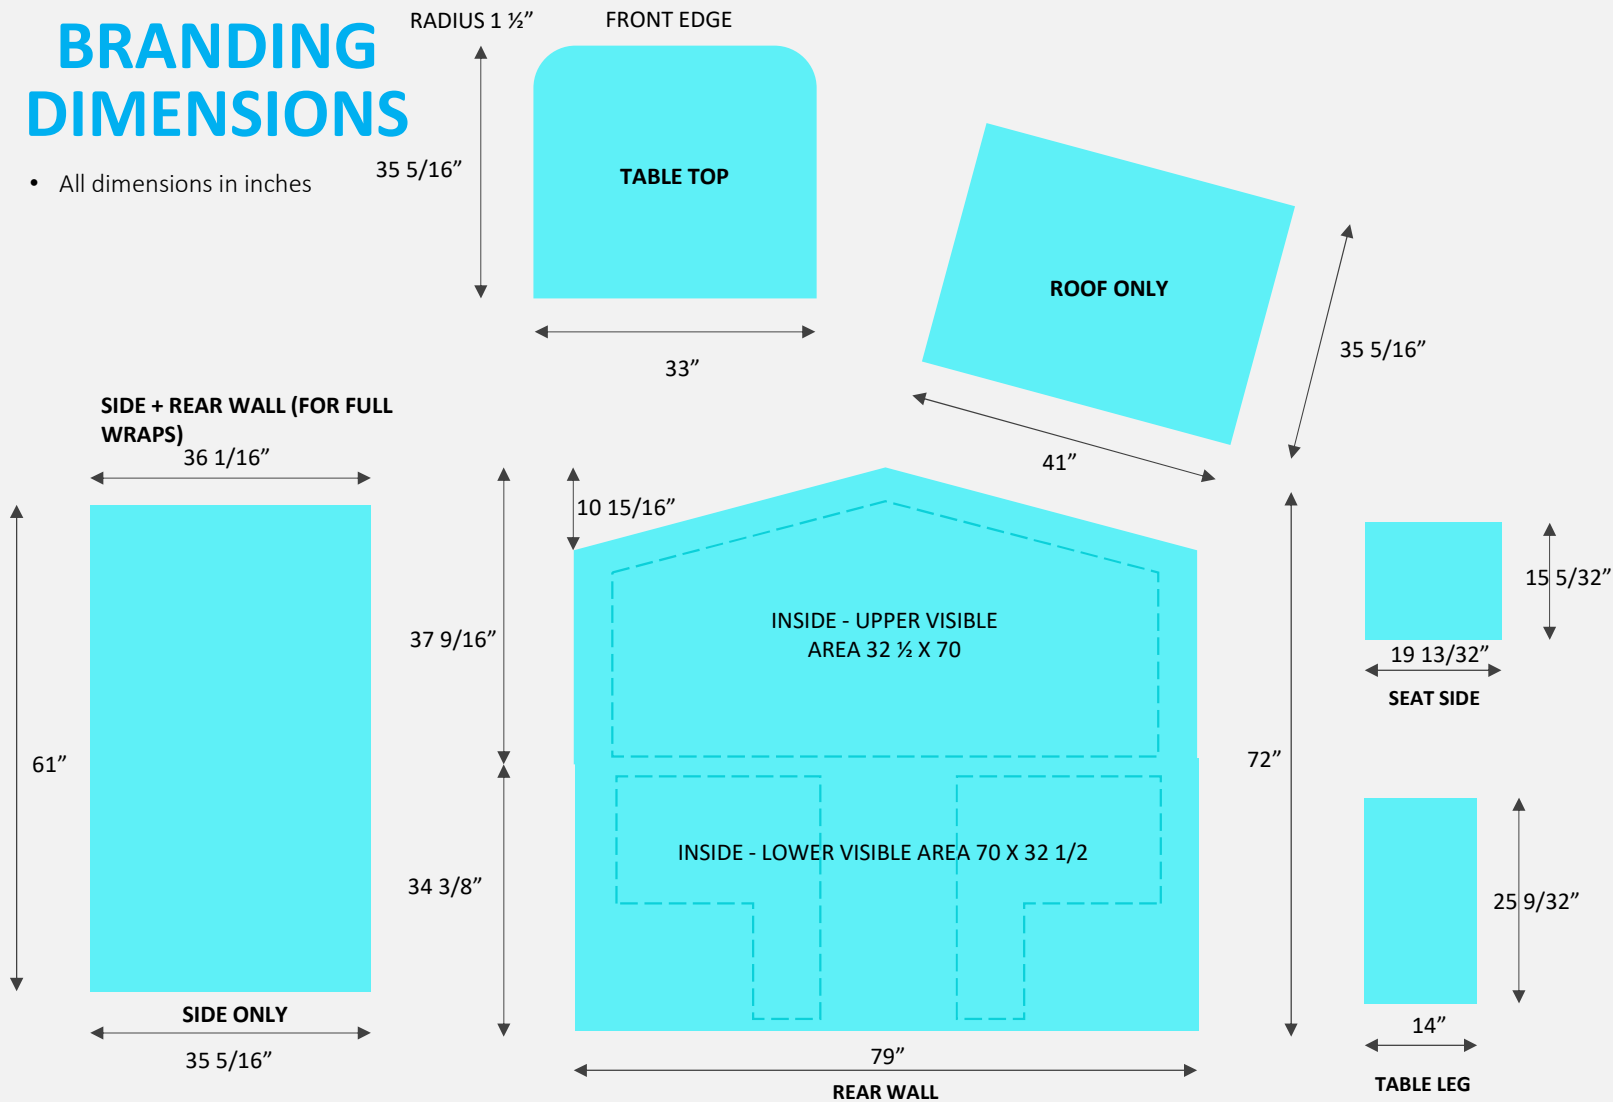 BRANDING
DIMENSIONS
• All dimensions in inches
RADIUS 1 ½”
FRONT EDGE
35 5/16”
TABLE TOP
33”
ROOF ONLY
35 5/16”
41”
SIDE + REAR WALL (FOR FULL
WRAPS)
36 1/16”
61”
SIDE ONLY
35 5/16”
10 15/16”
37 9/16”
INSIDE - UPPER VISIBLE
AREA 32 ½ X 70
72”
34 3/8”
INSIDE - LOWER VISIBLE AREA 70 X 32 1/2
79”
REAR WALL
15 5/32”
19 13/32”
SEAT SIDE
25 9/32”
14”
TABLE LEG